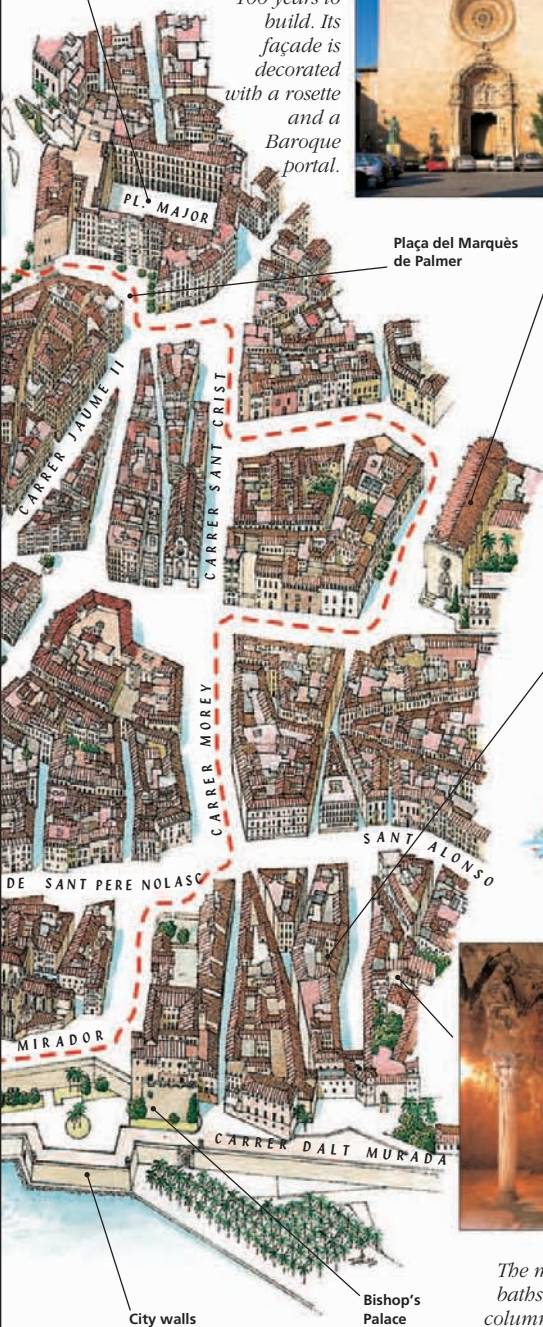 100 years to
build. Its
façade is
decorated
with a rosette
and a
Baroque
portal.
PL. MAJOR
Plaça del Marquès
de Palmer
CARRER JAUME II
CARRER SANT CRIST
CARRER MOREY
SANT ALONSO
DE SANT PERE NOLASC
MIRADOR
CARRER DALT MURADA
City walls
Bishop's
Palace
The m
baths
column